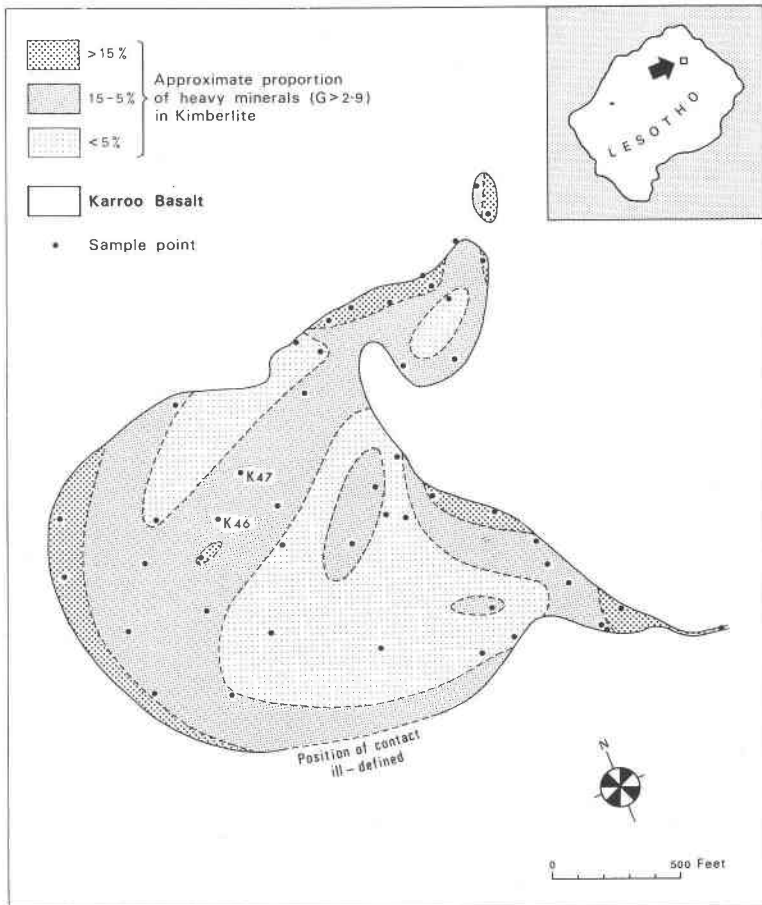 >15%
15–5%
<5%
Approximate proportion
of heavy minerals (G>2·9)
in Kimberlite
Karroo Basalt
Sample point
LESOTHO
K47
K46
Position of contact
ill–defined
N
0 500 Feet